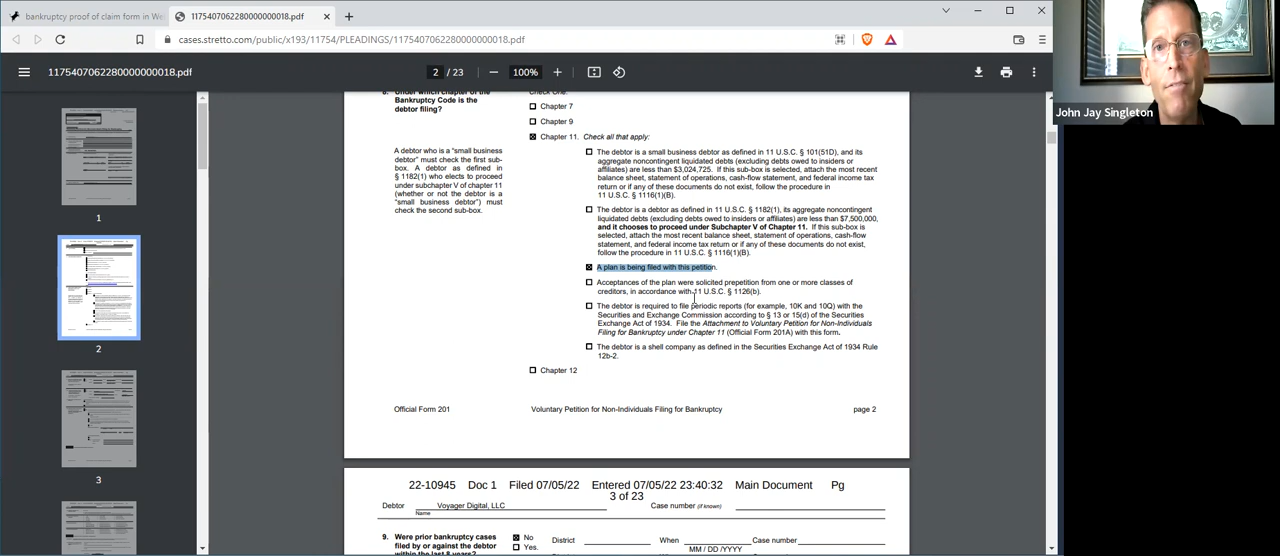 bankruptcy proof of claim form in We
1175407062280000000018.pdf
cases.stretto.com/public/x193/11754/PLEADINGS/1175407062280000000018.pdf
1175407062280000000018.pdf
2 / 23
100%
John Jay Singleton
1
2
3
8. Under which chapter of the
Bankruptcy Code is the
debtor filing?
A debtor who is a "small business
debtor" must check the first sub-
box. A debtor as defined in
§ 1182(1) who elects to proceed
under subchapter V of chapter 11
(whether or not the debtor is a
"small business debtor") must
check the second sub-box.
Check One:
Chapter 7
Chapter 9
Chapter 11. Check all that apply:
The debtor is a small business debtor as defined in 11 U.S.C. § 101(51D), and its
aggregate noncontingent liquidated debts (excluding debts owed to insiders or
affiliates) are less than $3,024,725. If this sub-box is selected, attach the most recent
balance sheet, statement of operations, cash-flow statement, and federal income tax
return or if any of these documents do not exist, follow the procedure in
11 U.S.C. § 1116(1)(B).
The debtor is a debtor as defined in 11 U.S.C. § 1182(1), its aggregate noncontingent
liquidated debts (excluding debts owed to insiders or affiliates) are less than $7,500,000,
and it chooses to proceed under Subchapter V of Chapter 11. If this sub-box is
selected, attach the most recent balance sheet, statement of operations, cash-flow
statement, and federal income tax return or if any of these documents do not exist,
follow the procedure in 11 U.S.C. § 1116(1)(B).
A plan is being filed with this petition.
Acceptances of the plan were solicited prepetition from one or more classes of
creditors, in accordance with 11 U.S.C. § 1126(b).
The debtor is required to file periodic reports (for example, 10K and 10Q) with the
Securities and Exchange Commission according to § 13 or 15(d) of the Securities
Exchange Act of 1934. File the Attachment to Voluntary Petition for Non-Individuals
Filing for Bankruptcy under Chapter 11 (Official Form 201A) with this form.
The debtor is a shell company as defined in the Securities Exchange Act of 1934 Rule
12b-2.
Chapter 12
Official Form 201 Voluntary Petition for Non-Individuals Filing for Bankruptcy page 2
22-10945 Doc 1 Filed 07/05/22 Entered 07/05/22 23:40:32 Main Document Pg
3 of 23
Debtor Voyager Digital, LLC Case number (if known)
Name
9. Were prior bankruptcy cases
filed by or against the debtor
within the last 8 years?
No
Yes.
District When Case number
MM / DD /YYYY